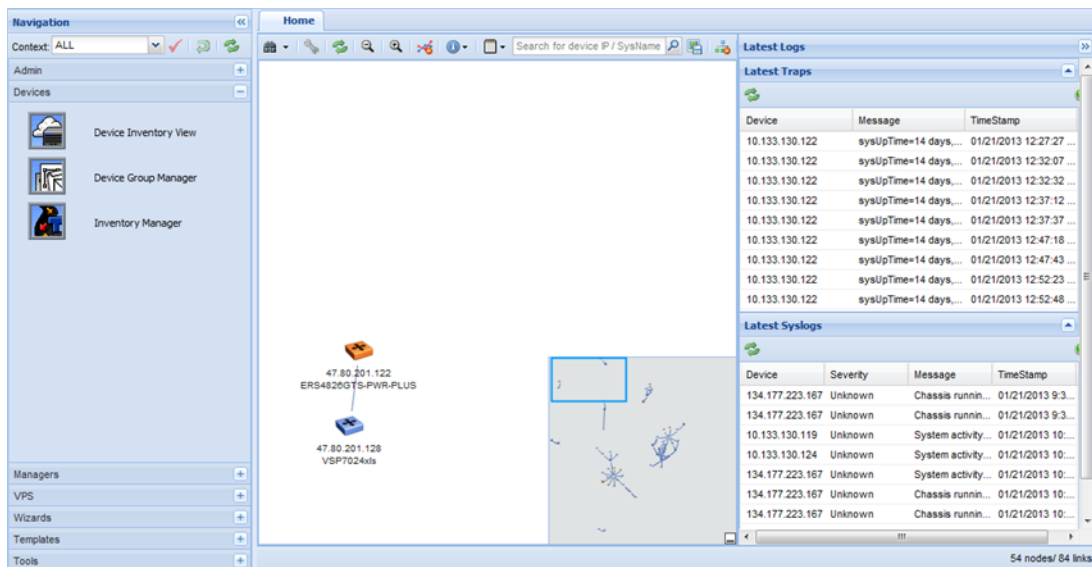 Navigation
Context: ALL
Admin
Devices
Device Inventory View
Device Group Manager
Inventory Manager
Managers
VPS
Wizards
Templates
Tools
Home
Search for device IP / SysName
47.80.201.122
ERS4826GTS-PWR-PLUS
47.80.201.128
VSP7024xls
Latest Logs
Latest Traps
Device Message TimeStamp
10.133.130.122 sysUpTime=14 days,... 01/21/2013 12:27:27 ...
10.133.130.122 sysUpTime=14 days,... 01/21/2013 12:32:07 ...
10.133.130.122 sysUpTime=14 days,... 01/21/2013 12:32:32 ...
10.133.130.122 sysUpTime=14 days,... 01/21/2013 12:37:12 ...
10.133.130.122 sysUpTime=14 days,... 01/21/2013 12:37:37 ...
10.133.130.122 sysUpTime=14 days,... 01/21/2013 12:47:18 ...
10.133.130.122 sysUpTime=14 days,... 01/21/2013 12:47:43 ...
10.133.130.122 sysUpTime=14 days,... 01/21/2013 12:52:23 ...
10.133.130.122 sysUpTime=14 days,... 01/21/2013 12:52:48 ...
Latest Syslogs
Device Severity Message TimeStamp
134.177.223.167 Unknown Chassis runnin... 01/21/2013 9:3...
134.177.223.167 Unknown Chassis runnin... 01/21/2013 9:3...
10.133.130.119 Unknown System activity... 01/21/2013 10:...
10.133.130.124 Unknown System activity... 01/21/2013 10:...
134.177.223.167 Unknown System activity... 01/21/2013 10:...
134.177.223.167 Unknown Chassis runnin... 01/21/2013 10:...
134.177.223.167 Unknown Chassis runnin... 01/21/2013 10:...
54 nodes/ 84 links